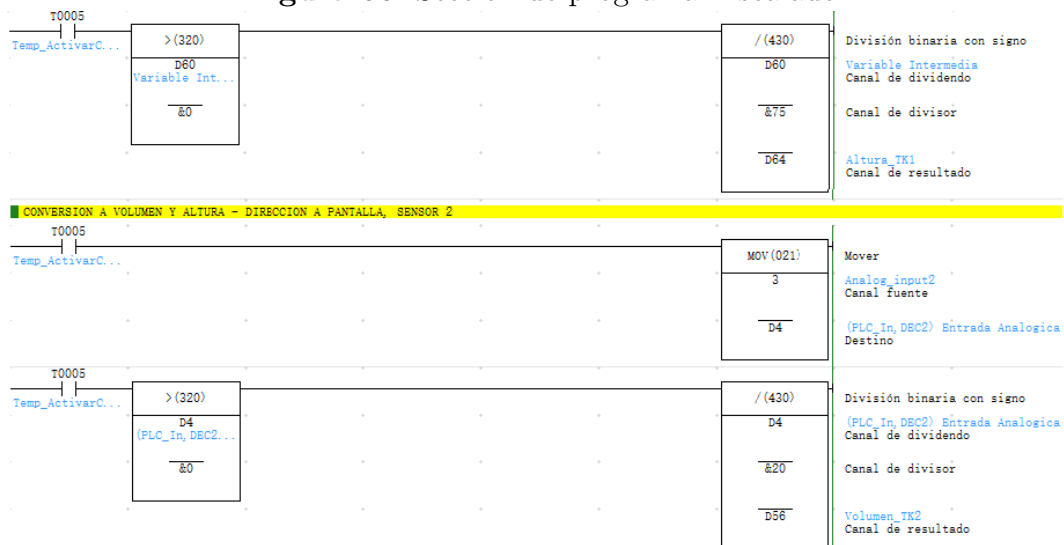 T0005
Temp_ActivarC...
>(320)
D60
Variable Int...
&0
/(430)
D60
&75
D64
División binaria con signo
Variable Intermedia
Canal de dividendo
Canal de divisor
Altura_TK1
Canal de resultado
CONVERSION A VOLUMEN Y ALTURA - DIRECCION A PANTALLA, SENSOR 2
T0005
Temp_ActivarC...
MOV(021)
3
D4
Mover
Analog_input2
Canal fuente
(PLC_In,DEC2) Entrada Analogica
Destino
T0005
Temp_ActivarC...
>(320)
D4
(PLC_In,DEC2...
&0
/(430)
D4
&20
D56
División binaria con signo
(PLC_In,DEC2) Entrada Analogica
Canal de dividendo
Canal de divisor
Volumen_TK2
Canal de resultado